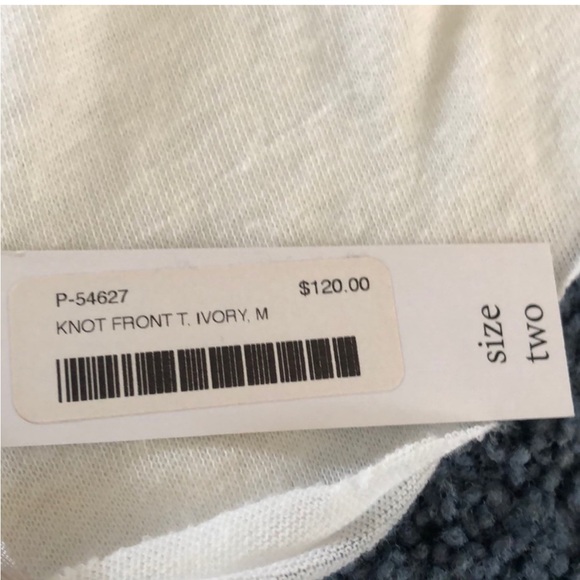 P-54627 $120.00
KNOT FRONT T. IVORY, M
size
two